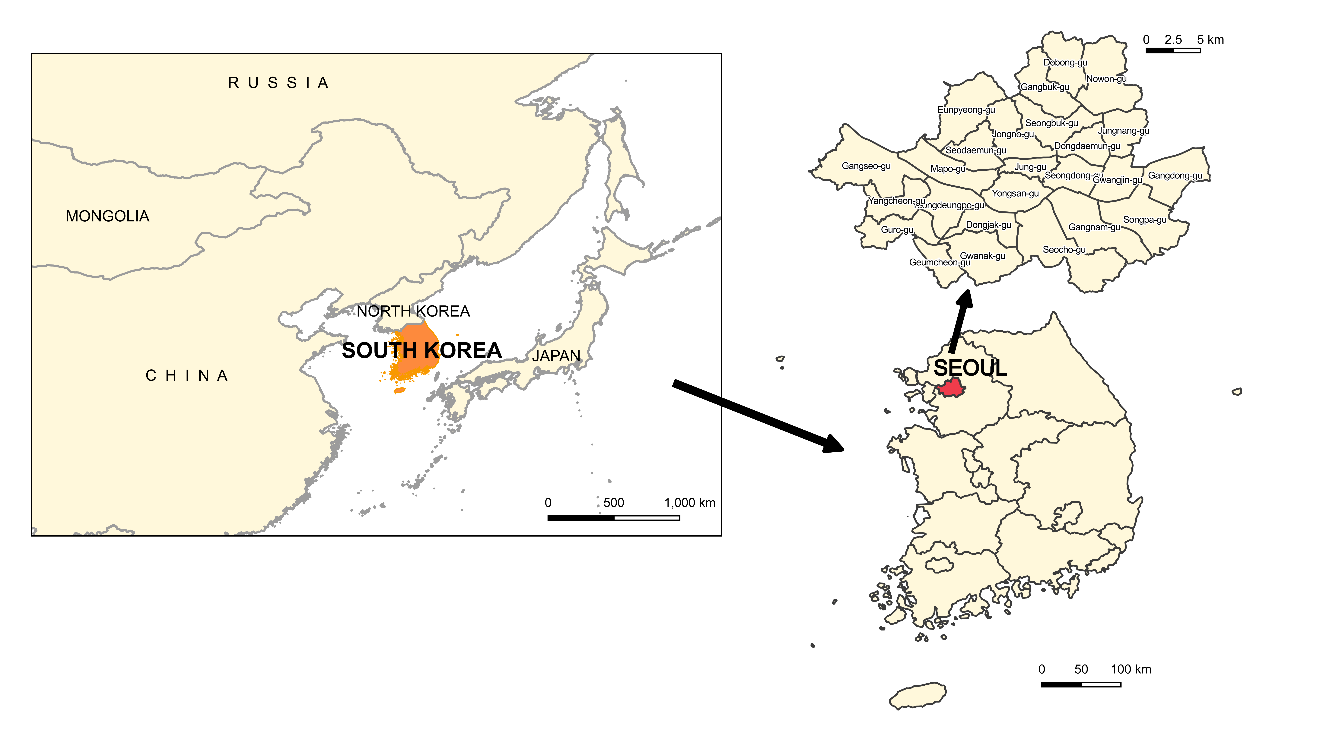 RUSSIA
MONGOLIA
NORTH KOREA
SOUTH KOREA
JAPAN
CHINA
0 500 1,000 km
0 2.5 5 km
Dobong-gu
Nowon-gu
Gangbuk-gu
Eunpyeong-gu
Seongbuk-gu
Jungnang-gu
Jongno-gu
Dongdaemun-gu
Seodaemun-gu
Gangseo-gu
Mapo-gu
Jung-gu
Seongdong-gu
Gwangjin-gu
Gangdong-gu
Yongsan-gu
Yangcheon-gu
Yeongdeungpo-gu
Songpa-gu
Dongjak-gu
Gangnam-gu
Guro-gu
Seocho-gu
Gwanak-gu
Geumcheon-gu
SEOUL
0 50 100 km